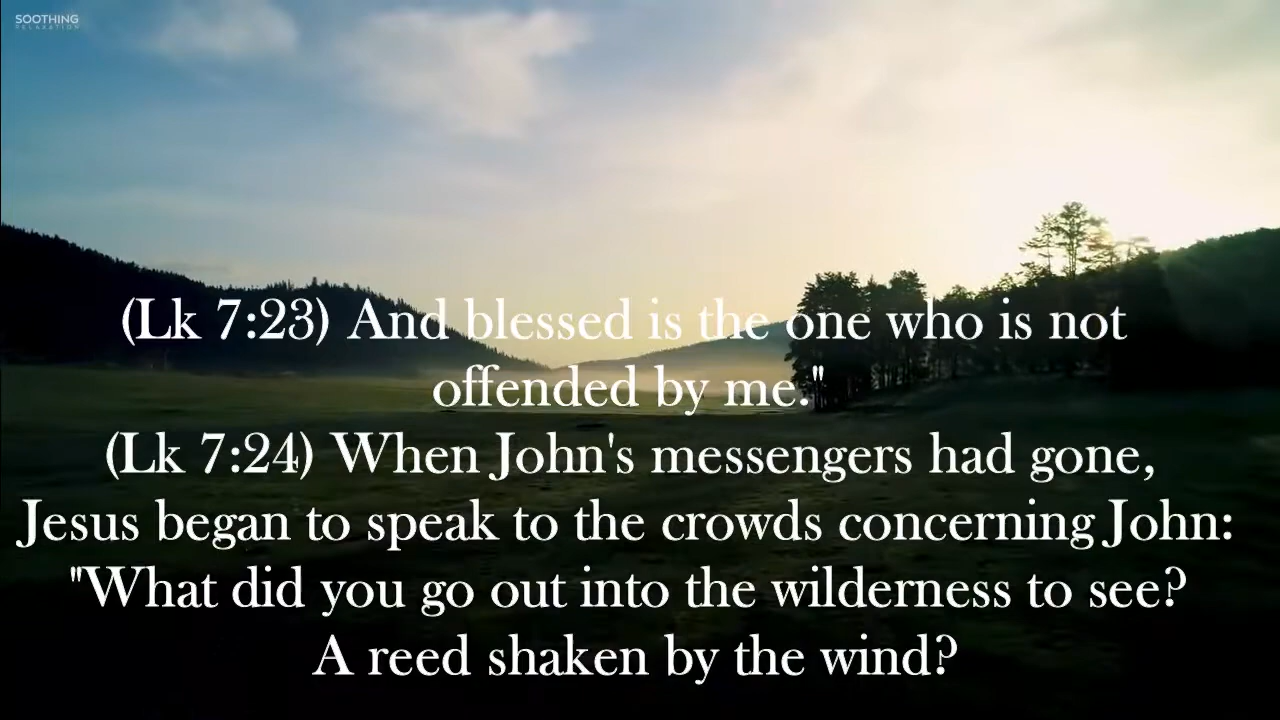 SOOTHING
RELAXATION
(Lk 7:23) And blessed is the one who is not
offended by me."
(Lk 7:24) When John's messengers had gone,
Jesus began to speak to the crowds concerning John:
"What did you go out into the wilderness to see?
A reed shaken by the wind?